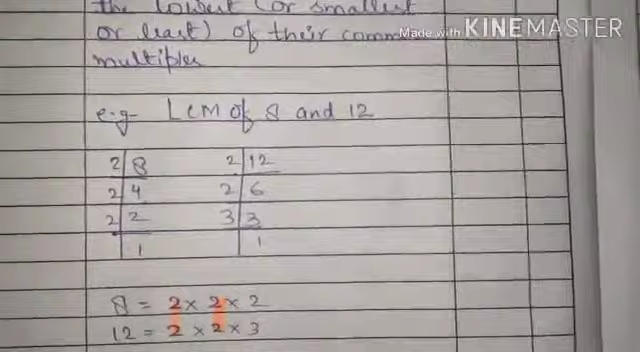 the lowest (or smallest
or least) of their common
multiples
Made with KINEMASTER
e.g- LCM of 8 and 12
2 8 2 12
2 4 2 6
2 2 3 3
1 1
8 = 2 × 2 × 2
12 = 2 × 2 × 3